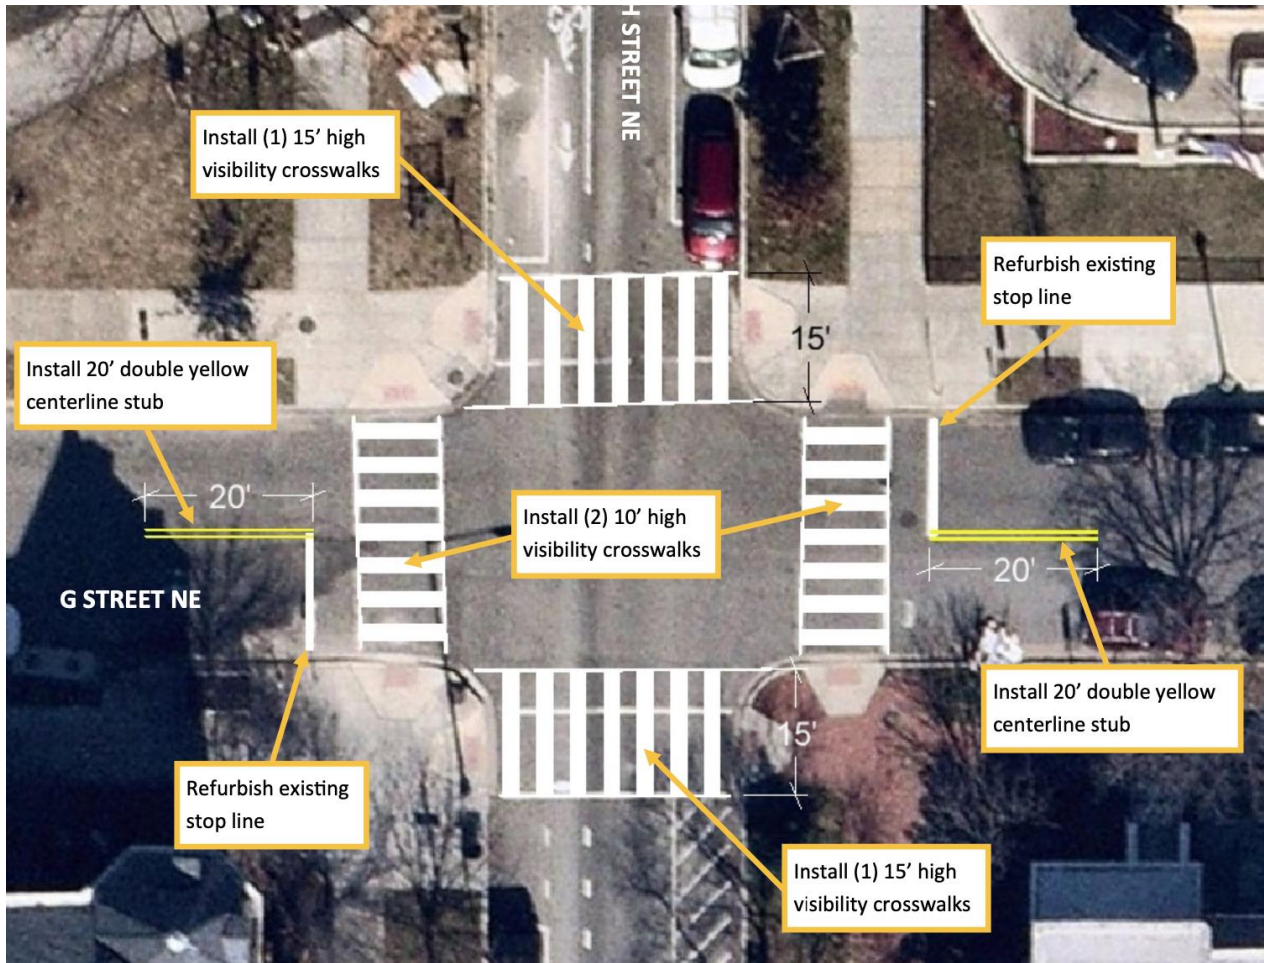 H STREET NE
Install (1) 15’ high
visibility crosswalks
Refurbish existing
stop line
15'
Install 20’ double yellow
centerline stub
20'
Install (2) 10’ high
visibility crosswalks
20'
G STREET NE
Install 20’ double yellow
centerline stub
15'
Refurbish existing
stop line
Install (1) 15’ high
visibility crosswalks